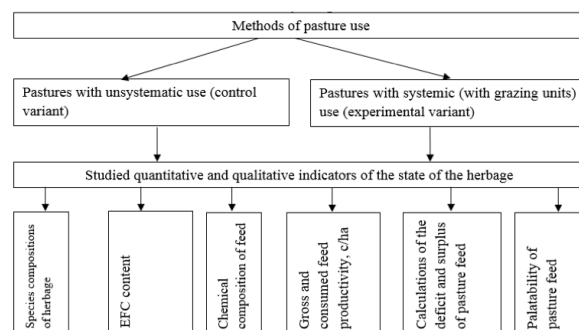 Methods of pasture use
Pastures with unsystematic use (control
variant)
Pastures with systemic (with grazing units)
use (experimental variant)
Studied quantitative and qualitative indicators of the state of the herbage
Species compositions
of herbage
EFC content
Chemical
composition of feed
Gross and
consumed feed
productivity, c/ha
Calculations of the
deficit and surplus
of pasture feed
Palatability of
pasture feed